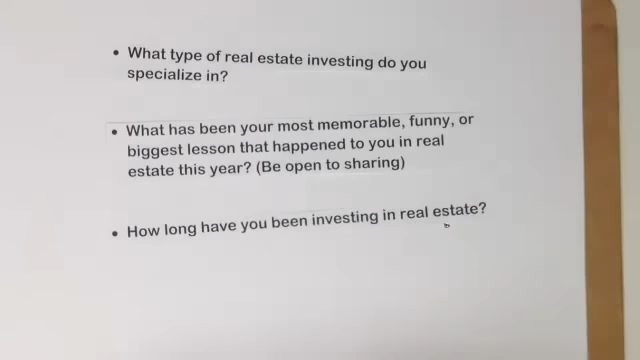 • What type of real estate investing do you
specialize in?
• What has been your most memorable, funny, or
biggest lesson that happened to you in real
estate this year? (Be open to sharing)
• How long have you been investing in real estate?